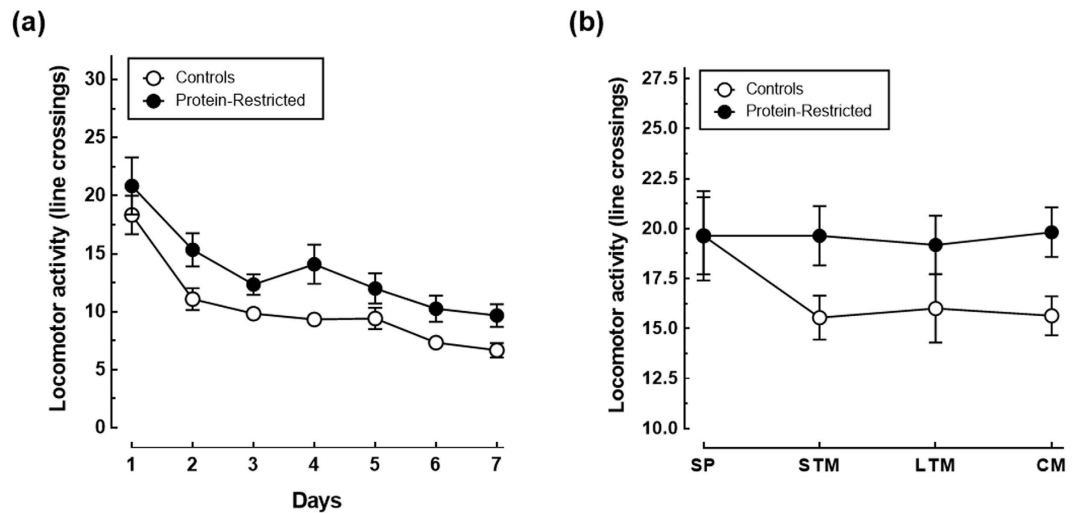 (a)
Locomotor activity (line crossings)
30
25
20
15
10
5
0
Controls
Protein-Restricted
1 2 3 4 5 6 7
Days
(b)
Locomotor activity (line crossings)
27.5
25.0
22.5
20.0
17.5
15.0
12.5
10.0
Controls
Protein-Restricted
SP STM LTM CM